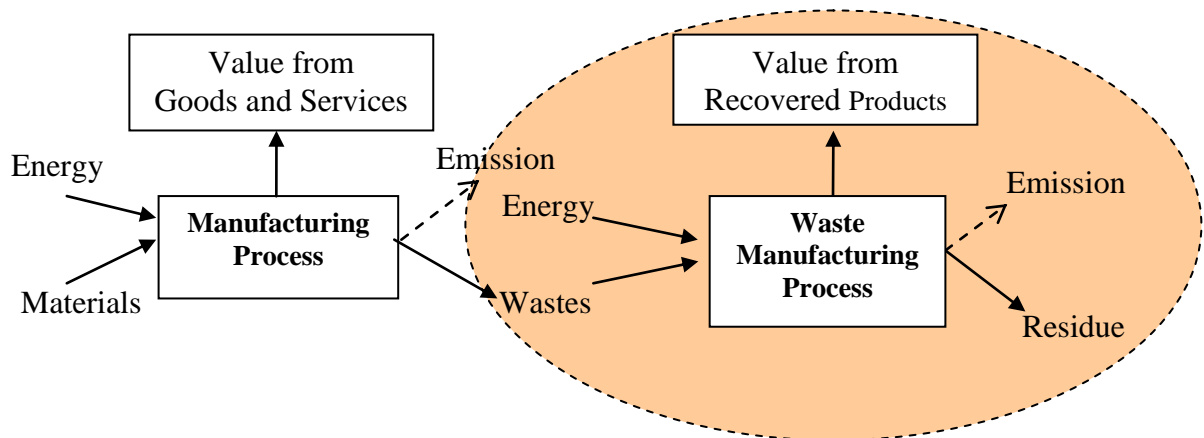 Value from
Goods and Services
Energy
Manufacturing
Process
Materials
Emission
Wastes
Value from
Recovered Products
Energy
Waste
Manufacturing
Process
Emission
Residue